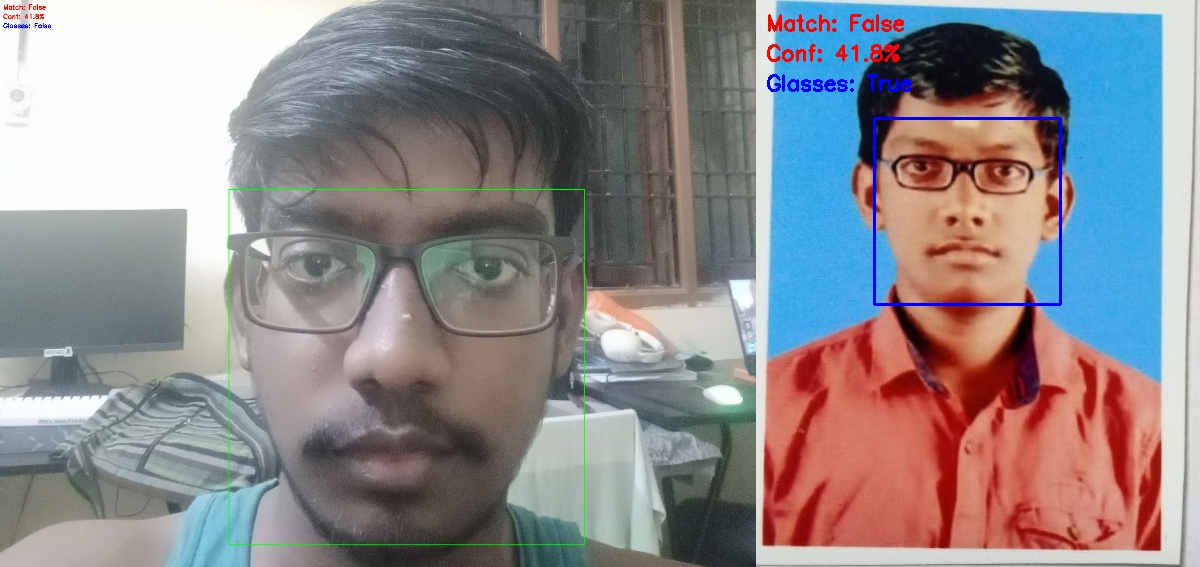 Match: False
Conf: 41.8%
Glasses: False
Match: False
Conf: 41.8%
Glasses: True